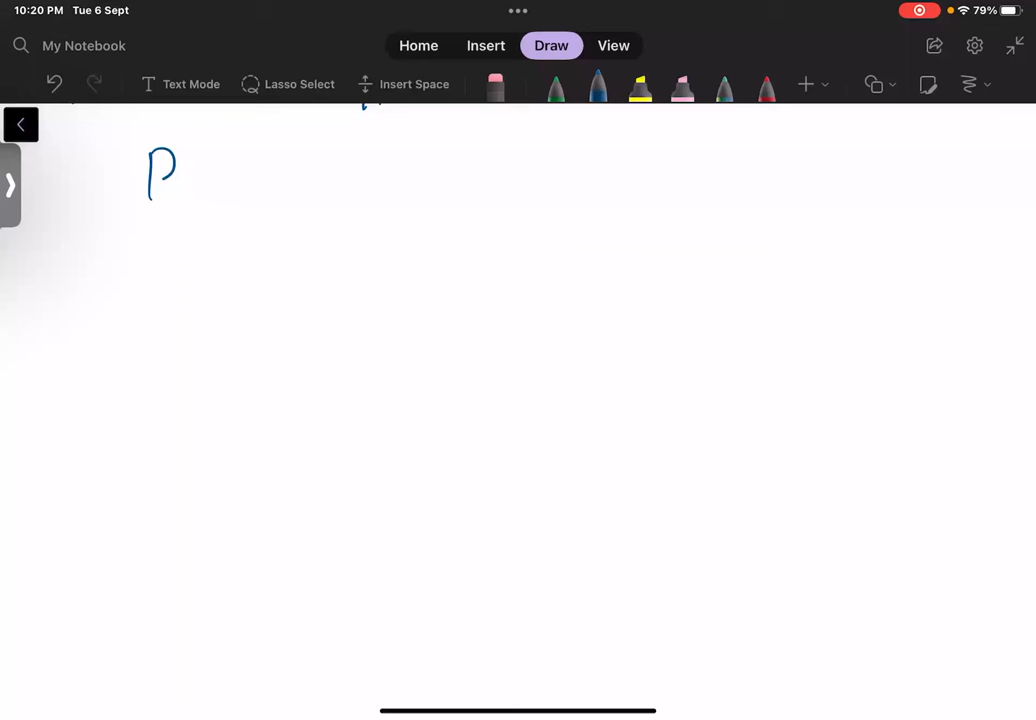 10:20 PM Tue 6 Sept 79%
My Notebook Home Insert Draw View
Text Mode Lasso Select Insert Space
P